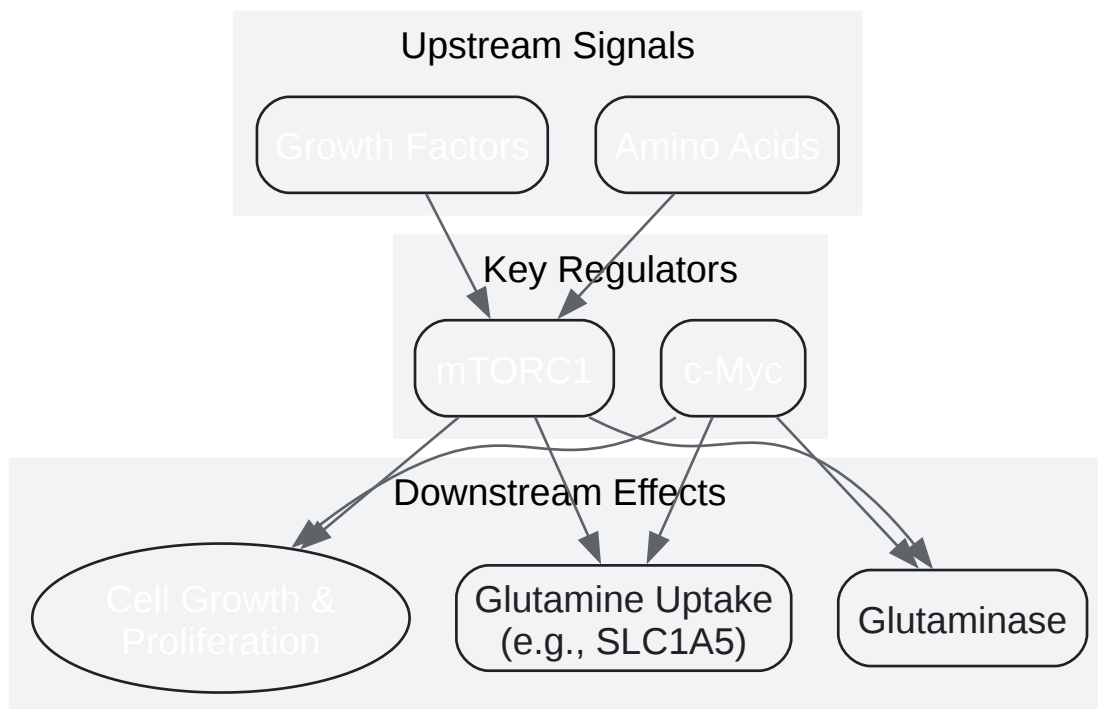 Upstream Signals
Growth Factors
Amino Acids
Key Regulators
mTORC1
c-Myc
Downstream Effects
Cell Growth &
Proliferation
Glutamine Uptake
(e.g., SLC1A5)
Glutaminase